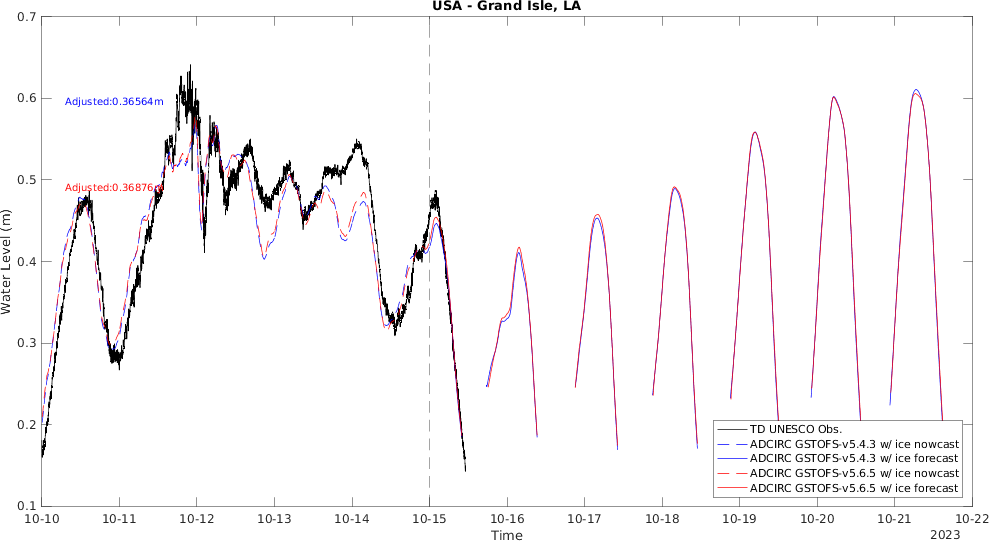 USA - Grand Isle, LA
0.7
0.6
0.5
0.4
0.3
0.2
0.1
Water Level (m)
Adjusted:0.36564m
Adjusted:0.36876m
TD UNESCO Obs.
ADCIRC GSTOFS-v5.4.3 w/ ice nowcast
ADCIRC GSTOFS-v5.4.3 w/ ice forecast
ADCIRC GSTOFS-v5.6.5 w/ ice nowcast
ADCIRC GSTOFS-v5.6.5 w/ ice forecast
10-10 10-11 10-12 10-13 10-14 10-15 10-16 10-17 10-18 10-19 10-20 10-21 10-22
Time
2023